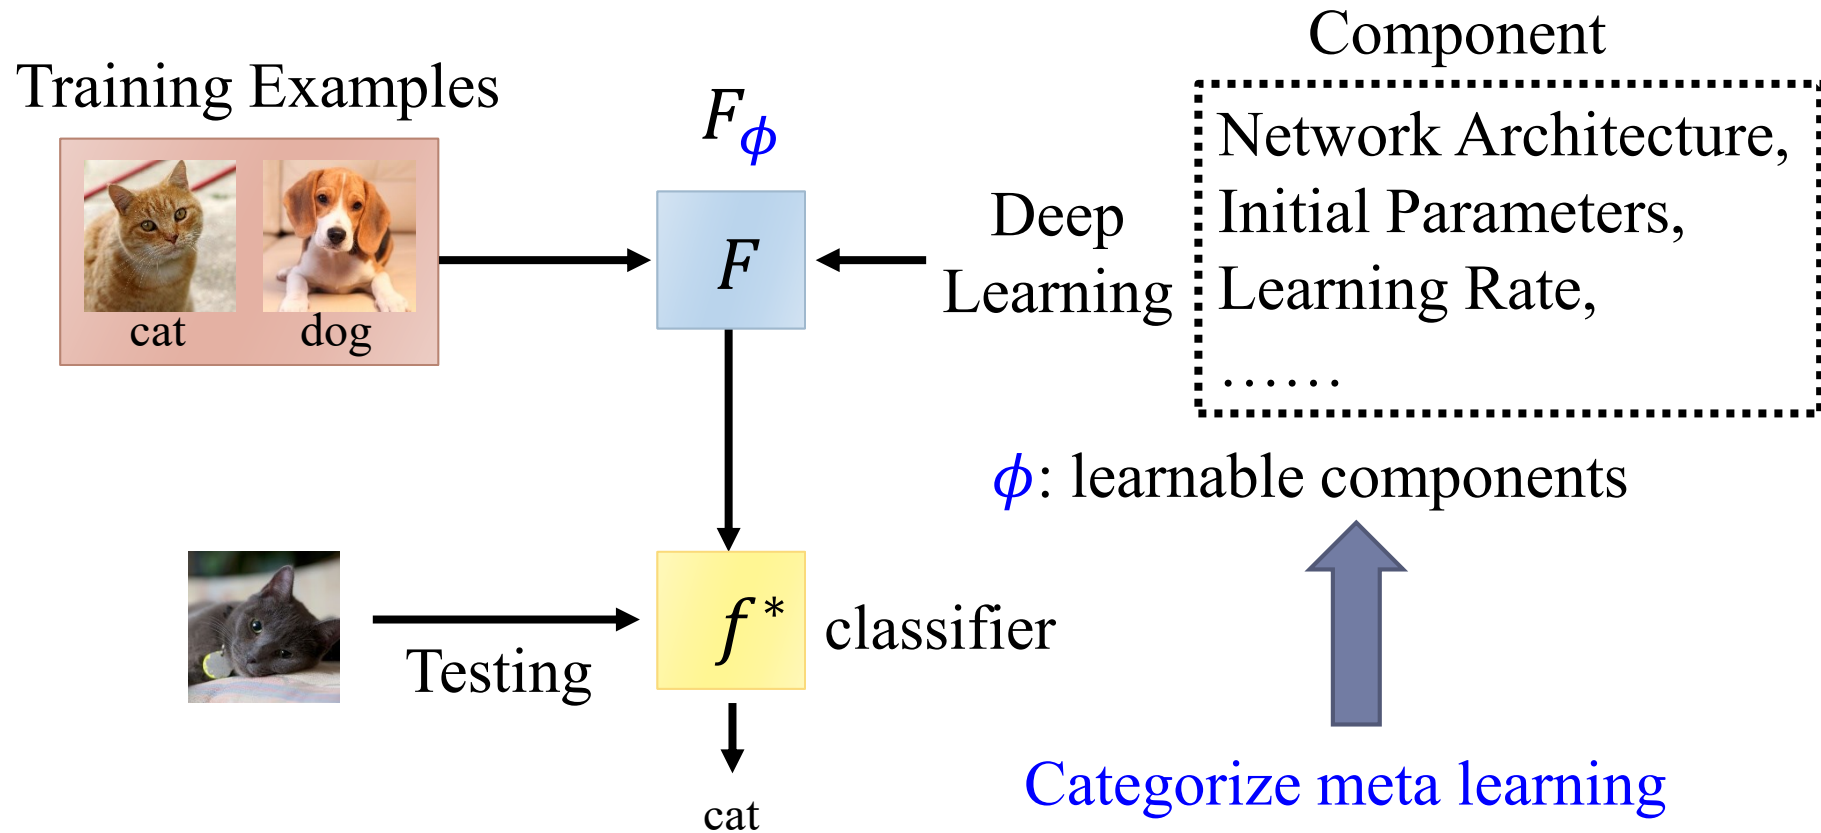 Component
Training Examples
Network Architecture,
Initial Parameters,
Learning Rate,
……
cat
dog
Fϕ
F
Deep
Learning
ϕ: learnable components
f*
classifier
Testing
cat
Categorize meta learning